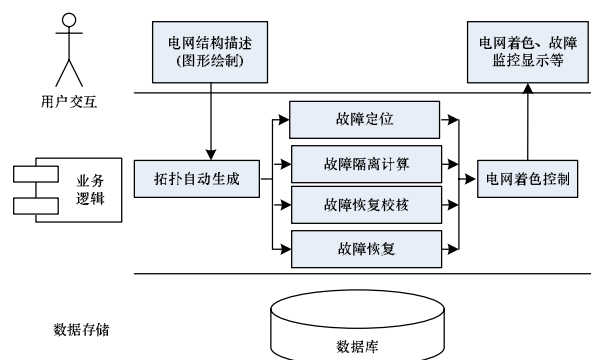 电网结构描述
(图形绘制)
电网着色、故障
监控显示等
用户交互
故障定位
业务
逻辑
拓扑自动生成
故障隔离计算
电网着色控制
故障恢复校核
故障恢复
数据存储
数据库